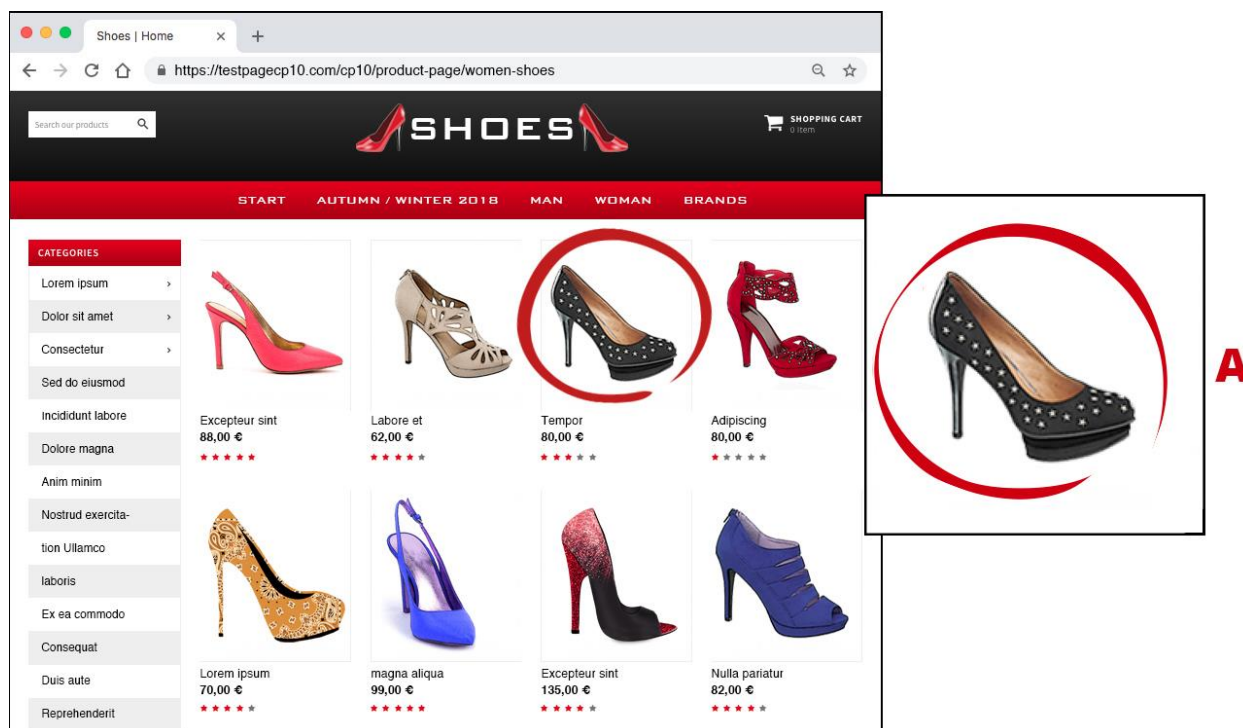 Shoes | Home
https://testpagecp10.com/cp10/product-page/women-shoes
Search our products
SHOES
SHOPPING CART
0 Item
START AUTUMN / WINTER 2018 MAN WOMAN BRANDS
CATEGORIES
Lorem ipsum
Dolor sit amet
Consectetur
Sed do eiusmod
Incididunt labore
Dolore magna
Anim minim
Nostrud exercita-
tion Ullamco
laboris
Ex ea commodo
Consequat
Duis aute
Reprehenderit
Excepteur sint
88,00 €
Labore et
62,00 €
Tempor
80,00 €
Adipiscing
80,00 €
Lorem ipsum
70,00 €
magna aliqua
99,00 €
Excepteur sint
135,00 €
Nulla pariatur
82,00 €
A